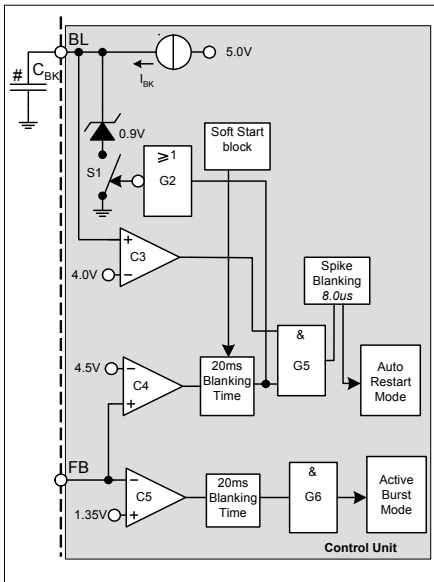 BL
5.0V
#
C_BK
I_BK
0.9V
Soft Start
block
S1
≥1
G2
C3
4.0V
Spike
Blanking
8.0us
&
G5
4.5V
C4
20ms
Blanking
Time
Auto
Restart
Mode
FB
C5
1.35V
20ms
Blanking
Time
&
G6
Active
Burst
Mode
Control Unit